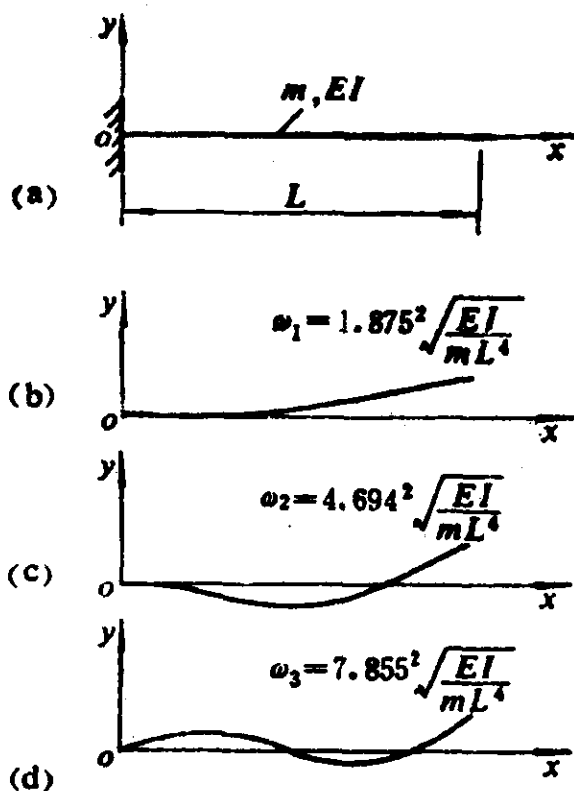 y
m, EI
o
x
(a)
L
y
ω₁ = 1.875² √(EI / mL⁴)
(b)
o
x
y
ω₂ = 4.694² √(EI / mL⁴)
(c)
o
x
y
ω₃ = 7.855² √(EI / mL⁴)
o
x
(d)